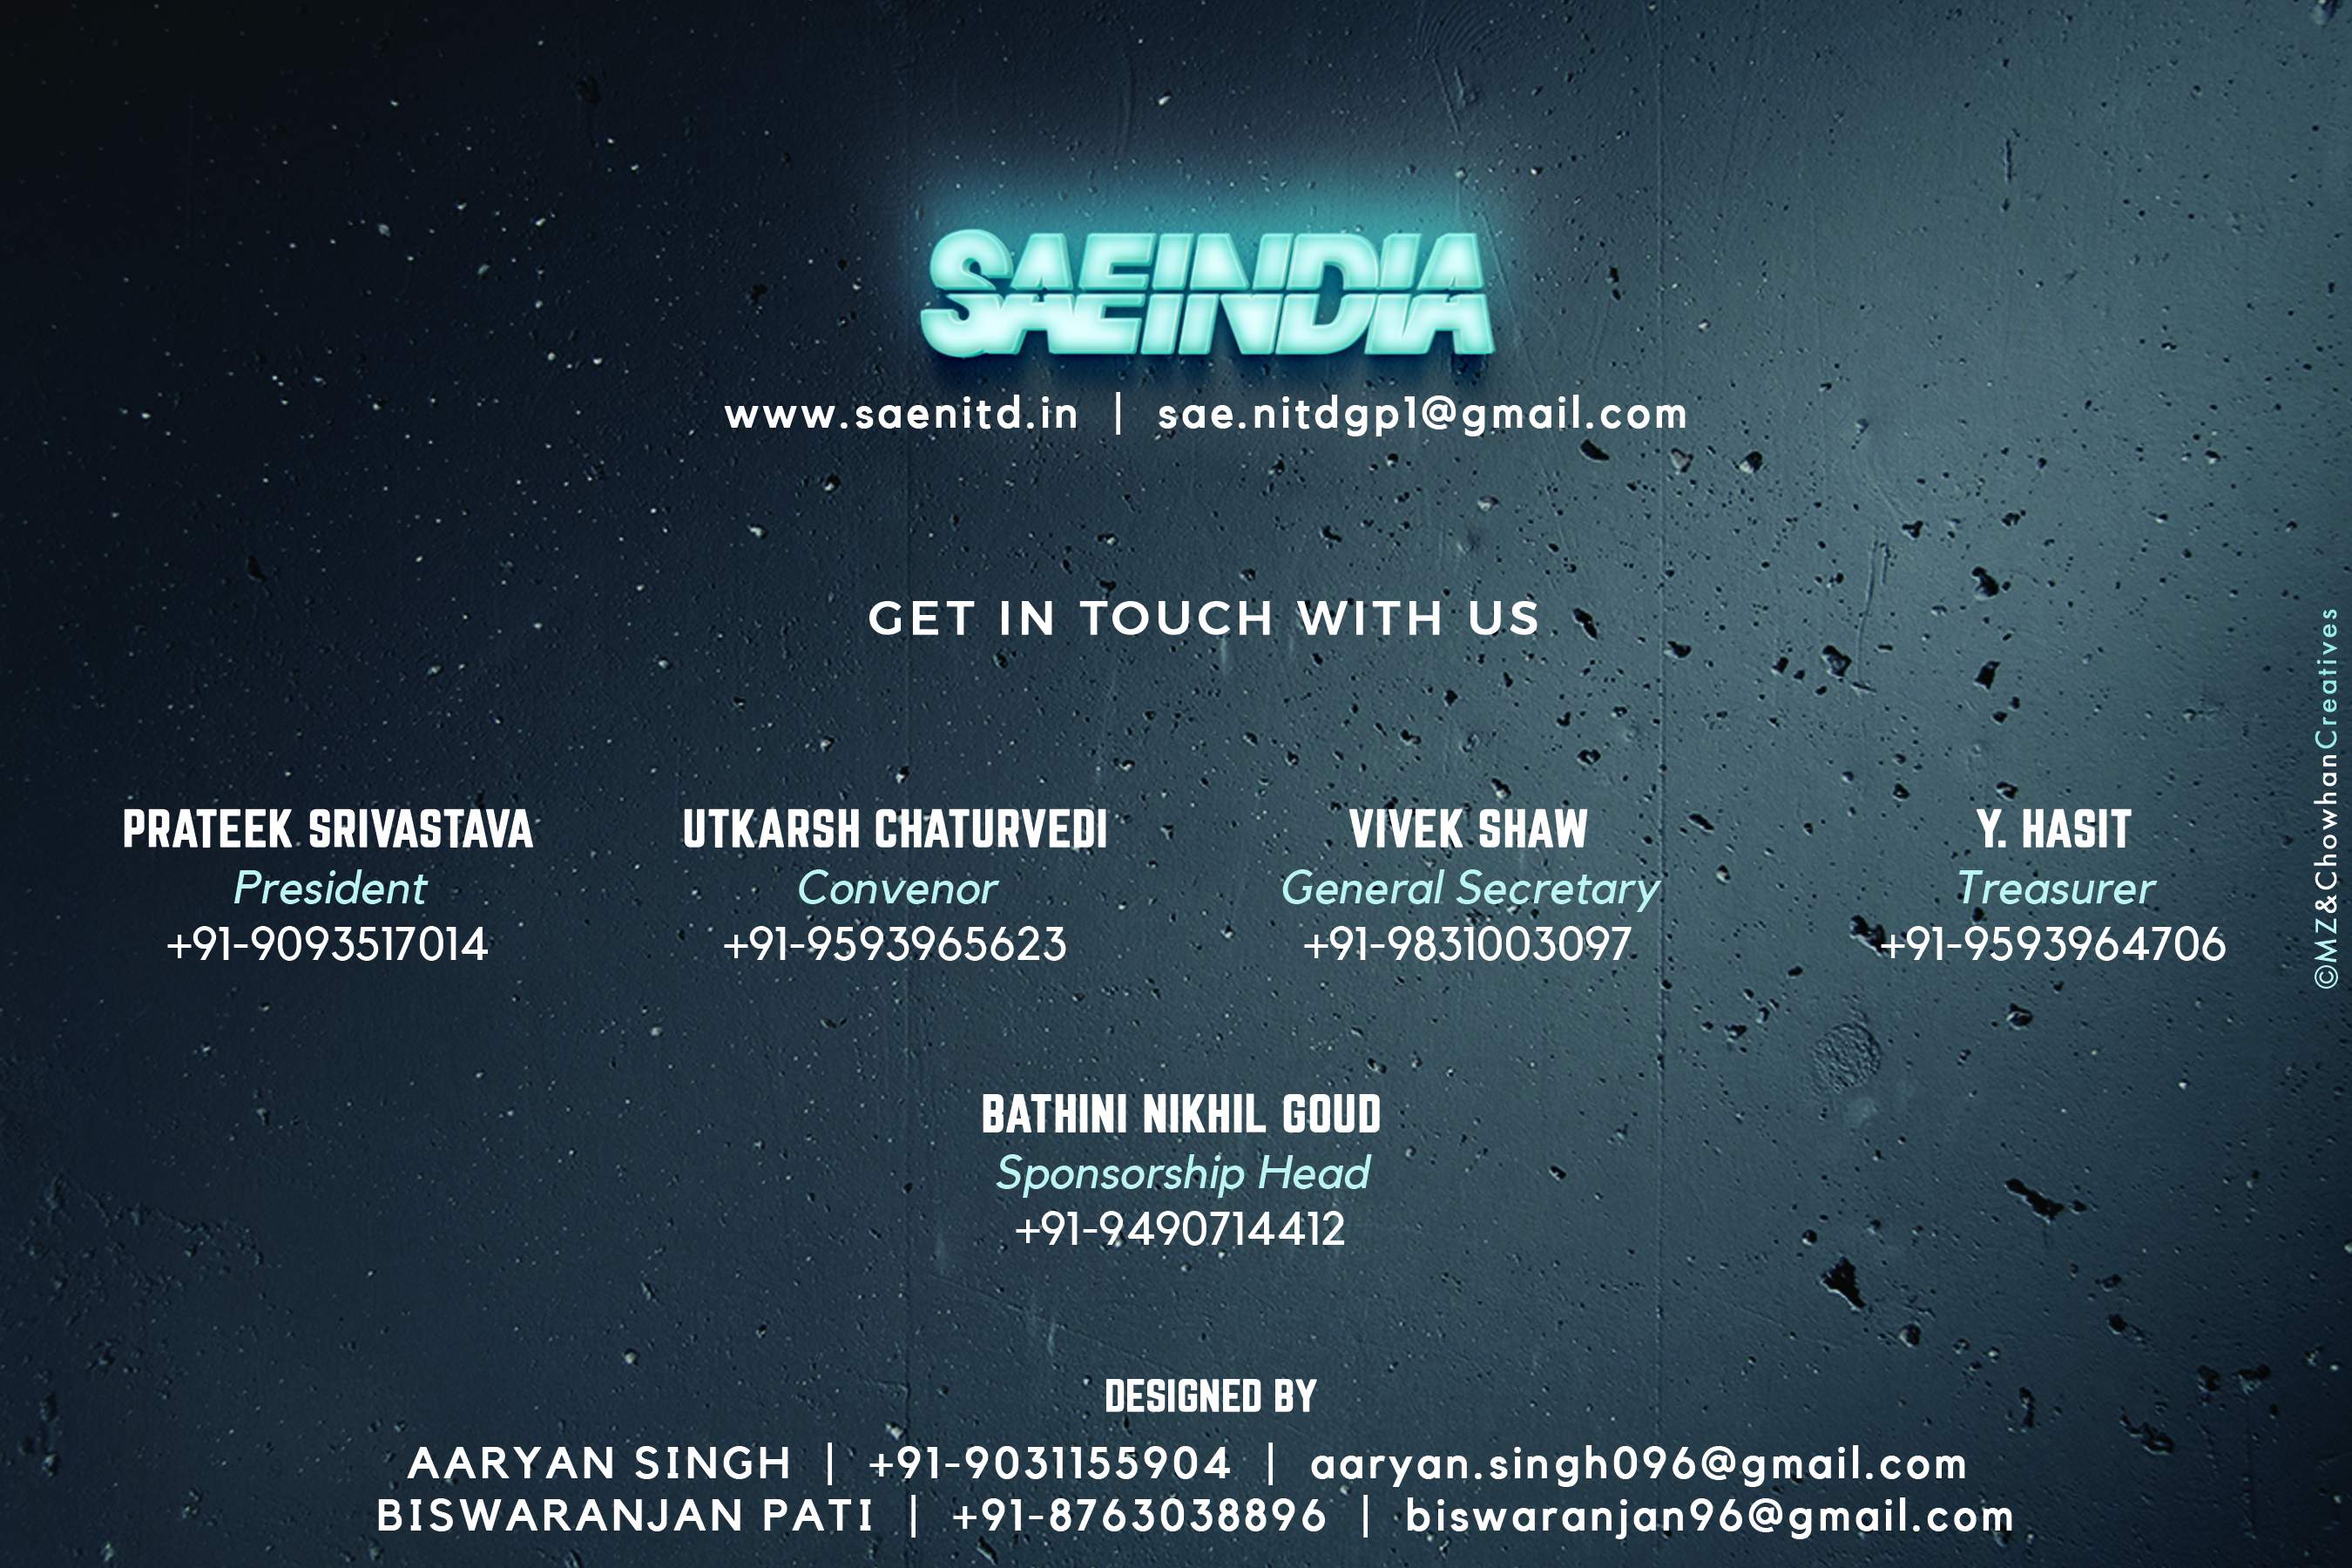 SAEINDIA
www.saenitd.in | sae.nitdgp1@gmail.com
GET IN TOUCH WITH US
PRATEEK SRIVASTAVA
President
+91-9093517014
UTKARSH CHATURVEDI
Convenor
+91-9593965623
VIVEK SHAW
General Secretary
+91-9831003097
Y. HASIT
Treasurer
+91-9593964706
BATHINI NIKHIL GOUD
Sponsorship Head
+91-9490714412
DESIGNED BY
AARYAN SINGH | +91-9031155904 | aaryan.singh096@gmail.com
BISWARANJAN PATI | +91-8763038896 | biswaranjan96@gmail.com
©MZ&ChowhanCreatives